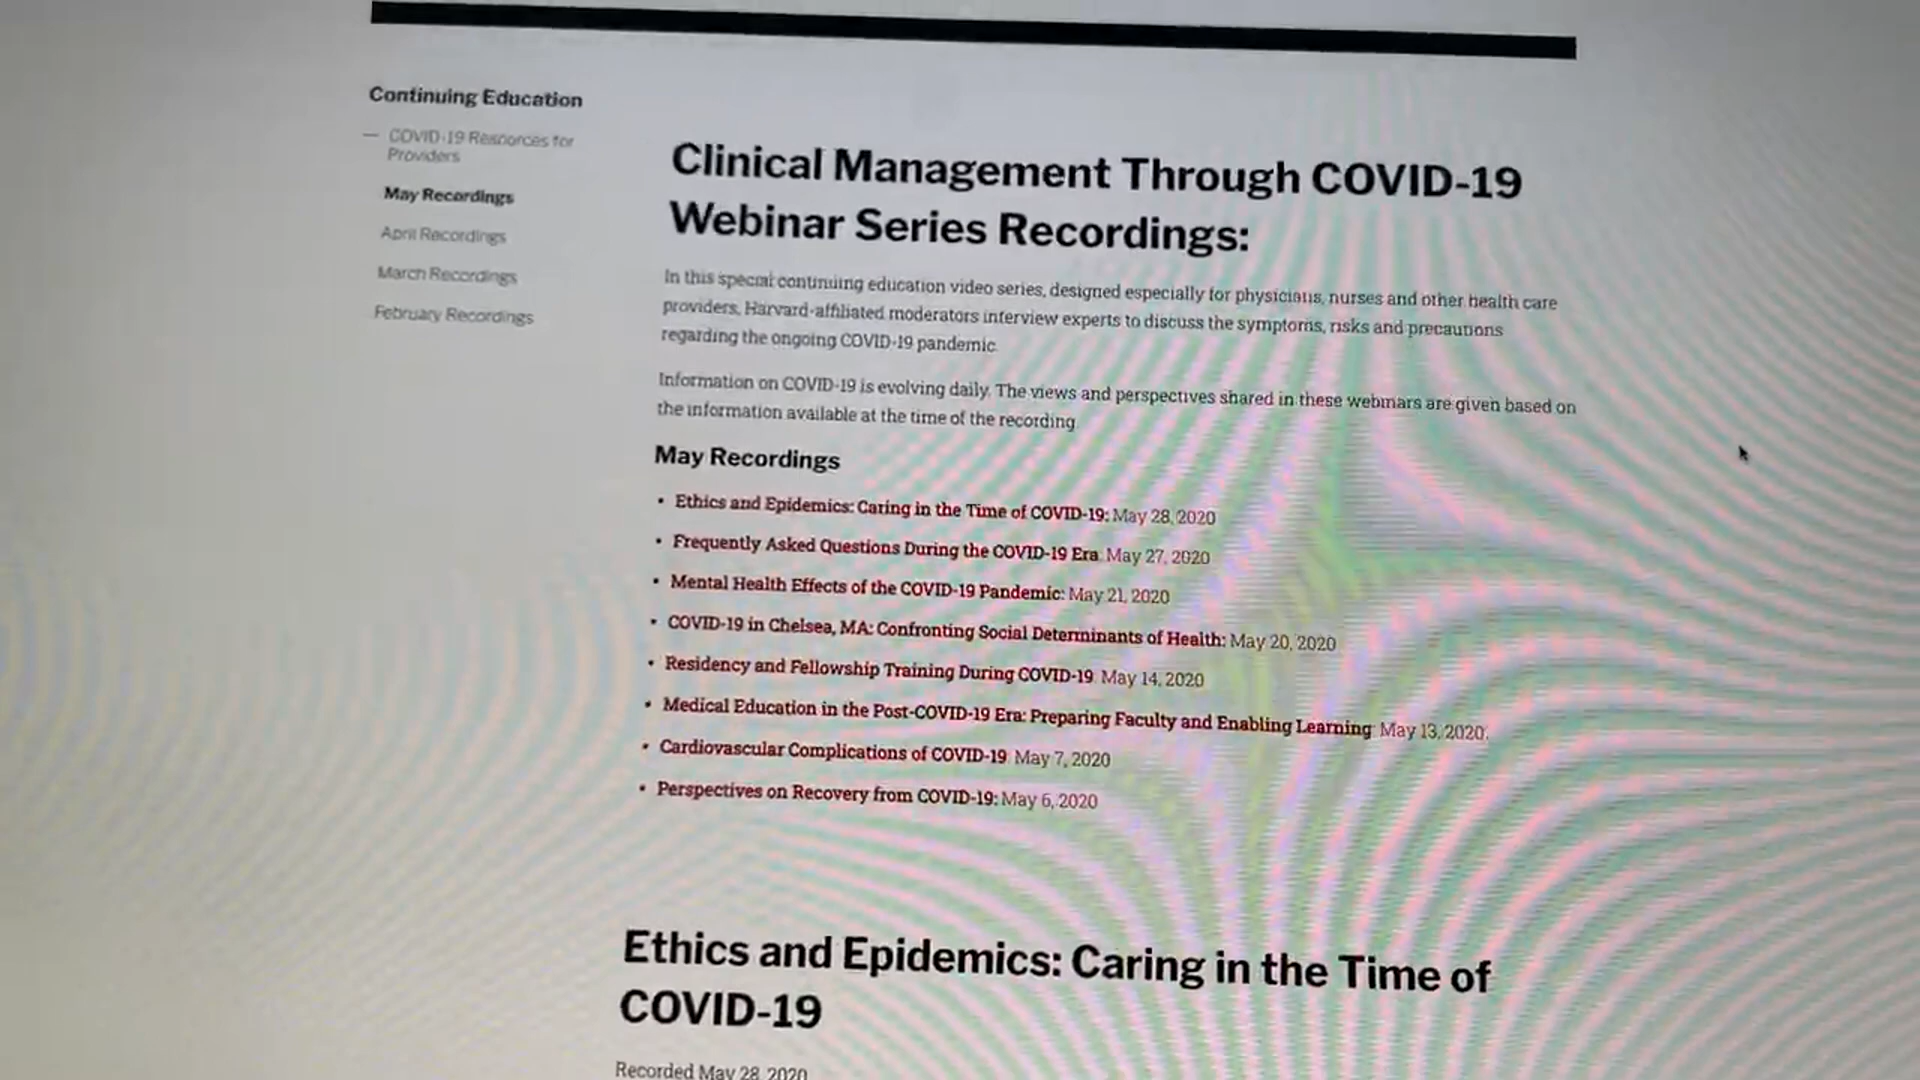 Continuing Education
— COVID-19 Resources for
Providers
May Recordings
April Recordings
March Recordings
February Recordings
Clinical Management Through COVID-19
Webinar Series Recordings:
In this special continuing education video series, designed especially for physicians, nurses and other health care
providers, Harvard-affiliated moderators interview experts to discuss the symptoms, risks and precautions
regarding the ongoing COVID-19 pandemic.
Information on COVID-19 is evolving daily. The views and perspectives shared in these webinars are given based on
the information available at the time of the recording.
May Recordings
• Ethics and Epidemics: Caring in the Time of COVID-19: May 28, 2020
• Frequently Asked Questions During the COVID-19 Era: May 27, 2020
• Mental Health Effects of the COVID-19 Pandemic: May 21, 2020
• COVID-19 in Chelsea, MA: Confronting Social Determinants of Health: May 20, 2020
• Residency and Fellowship Training During COVID-19: May 14, 2020
• Medical Education in the Post-COVID-19 Era: Preparing Faculty and Enabling Learning: May 13, 2020.
• Cardiovascular Complications of COVID-19: May 7, 2020
• Perspectives on Recovery from COVID-19: May 6, 2020
Ethics and Epidemics: Caring in the Time of
COVID-19
Recorded May 28, 2020